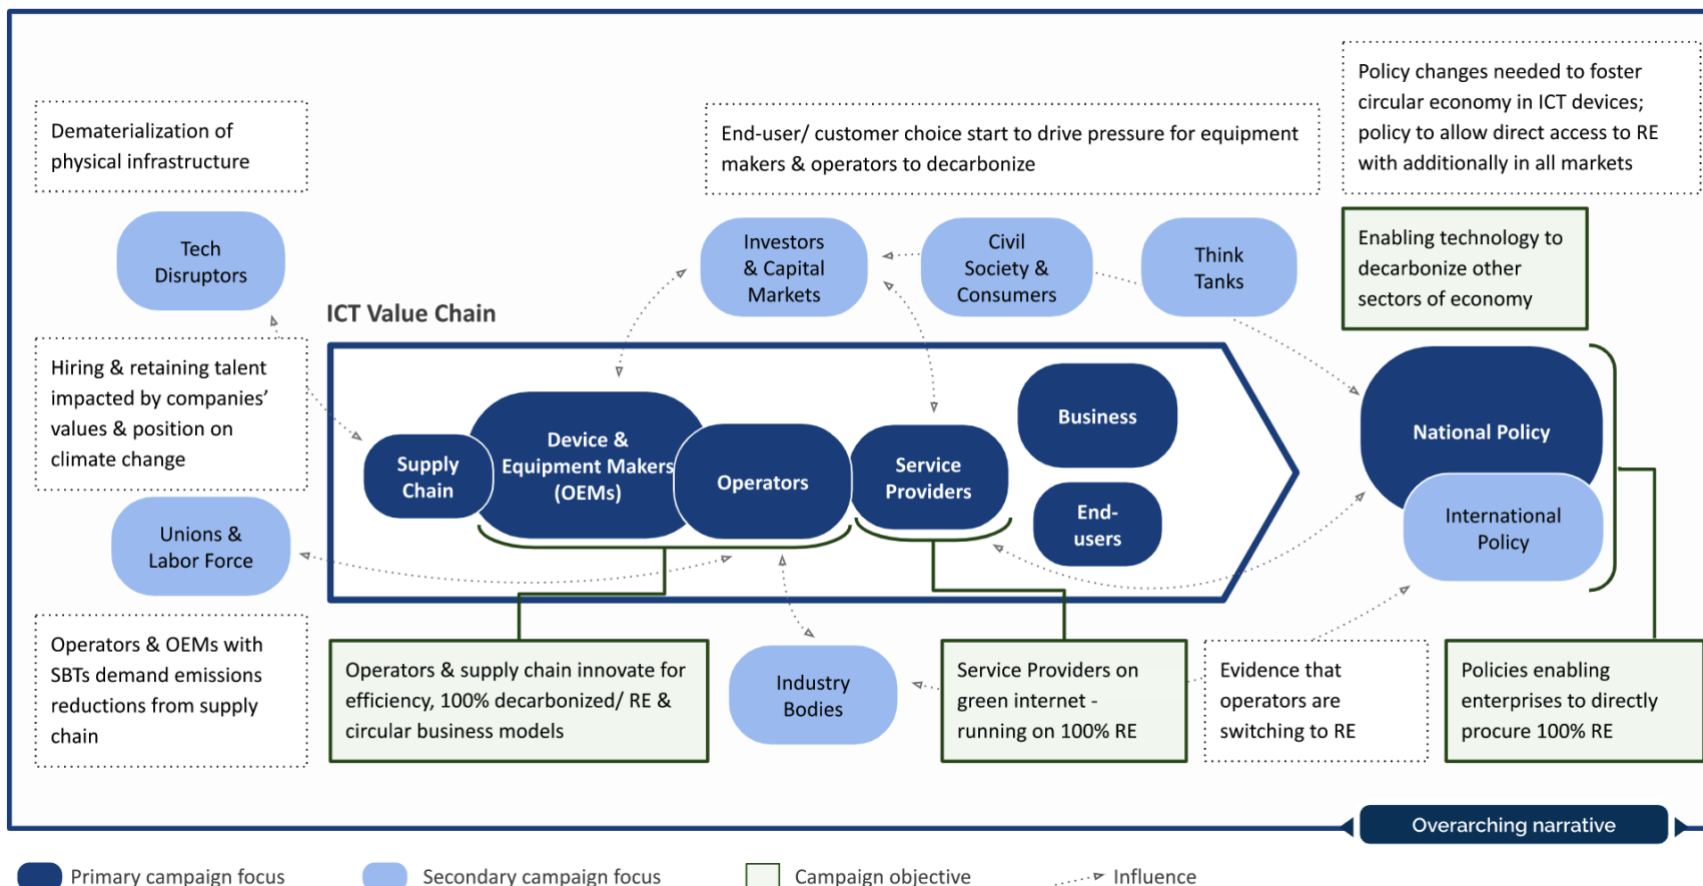 Dematerialization of
physical infrastructure
End-user/ customer choice start to drive pressure for equipment
makers & operators to decarbonize
Policy changes needed to foster
circular economy in ICT devices;
policy to allow direct access to RE
with additionally in all markets
Tech
Disruptors
Investors
& Capital
Markets
Civil
Society &
Consumers
Think
Tanks
Enabling technology to
decarbonize other
sectors of economy
ICT Value Chain
Hiring & retaining talent
impacted by companies’
values & position on
climate change
Supply
Chain
Device &
Equipment Makers
(OEMs)
Operators
Service
Providers
Business
End-
users
National Policy
International
Policy
Unions &
Labor Force
Operators & OEMs with
SBTs demand emissions
reductions from supply
chain
Operators & supply chain innovate for
efficiency, 100% decarbonized/ RE &
circular business models
Industry
Bodies
Service Providers on
green internet -
running on 100% RE
Evidence that
operators are
switching to RE
Policies enabling
enterprises to directly
procure 100% RE
Overarching narrative
Primary campaign focus
Secondary campaign focus
Campaign objective
Influence